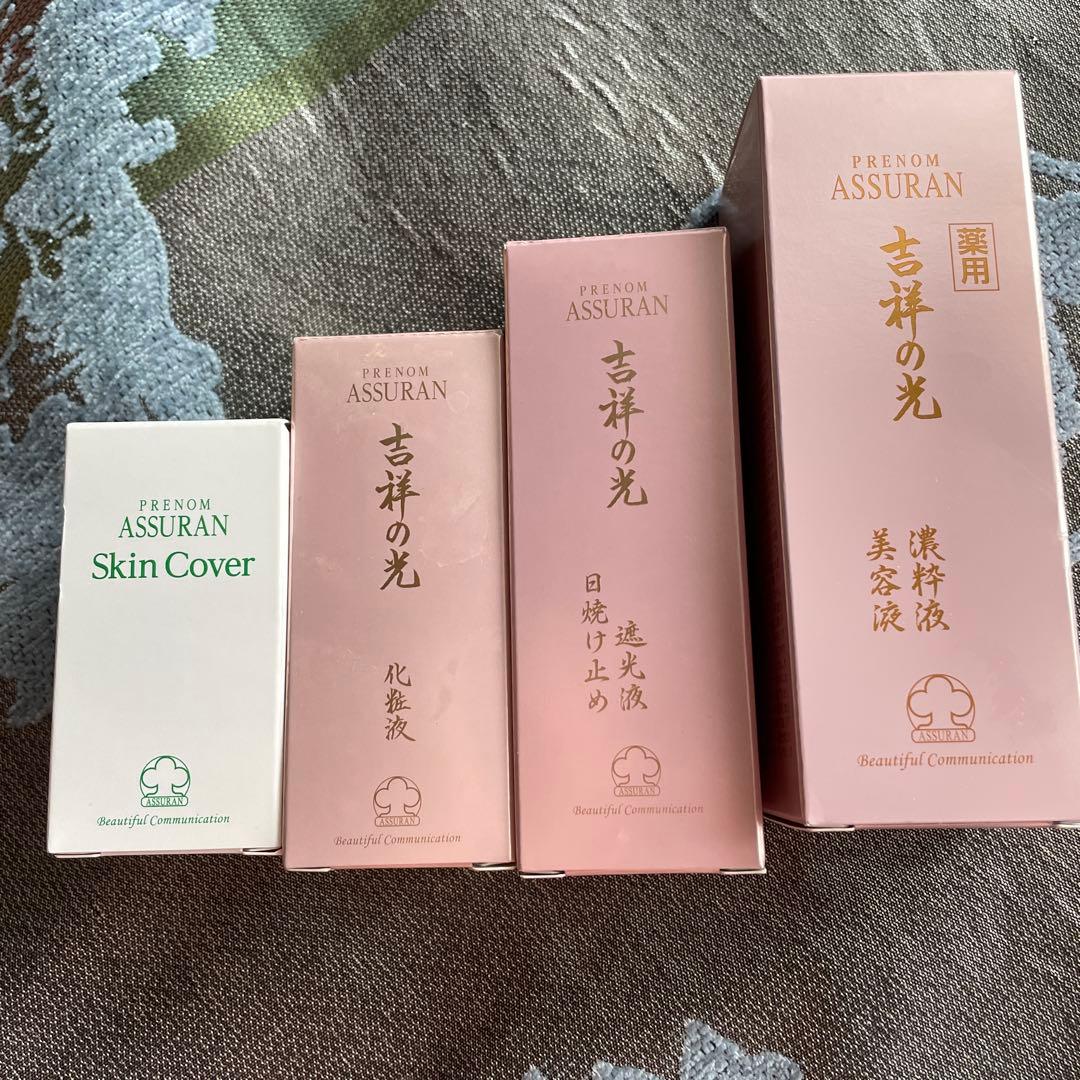 PRENOM
ASSURAN
Skin Cover
ASSURAN
Beautiful Communication
PRENOM
ASSURAN
吉祥の光
化粧液
ASSURAN
Beautiful Communication
PRENOM
ASSURAN
吉祥の光
遮光液
日焼け止め
ASSURAN
Beautiful Communication
PRENOM
ASSURAN
薬用
吉祥の光
濃粋液
美容液
ASSURAN
Beautiful Communication